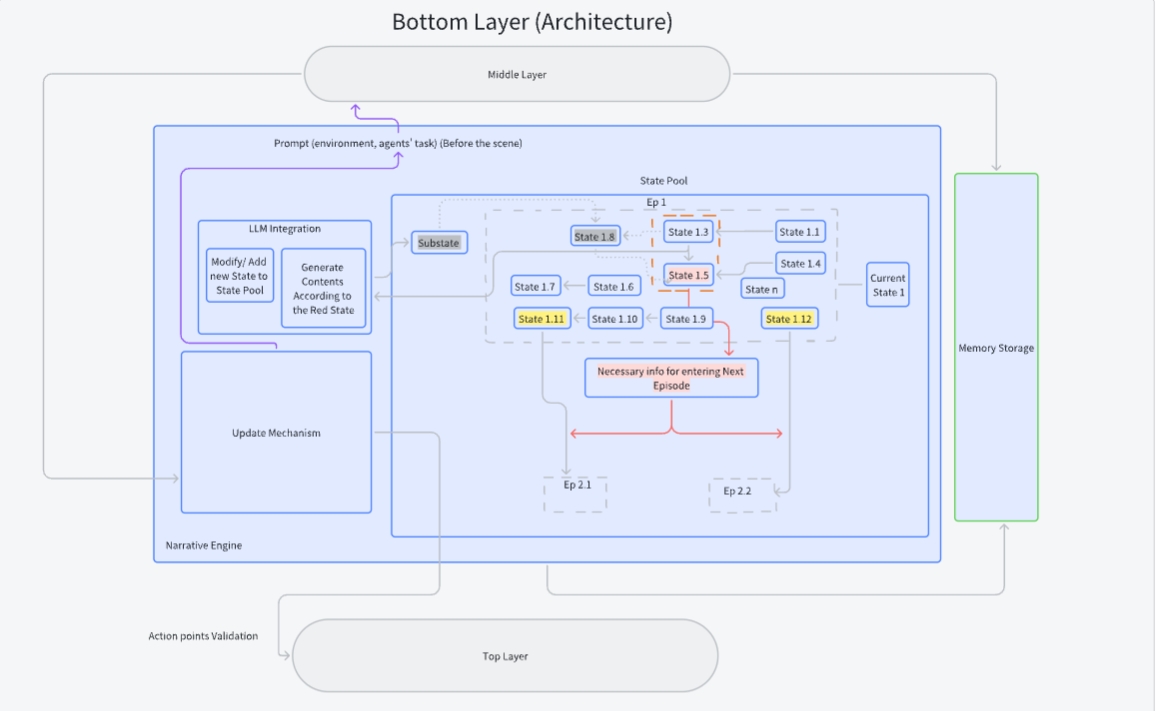 Bottom Layer (Architecture)
Middle Layer
Prompt (environment, agents' task) (Before the scene)
State Pool
Ep 1
LLM Integration
Modify/ Add
new State to
State Pool
Generate
Contents
According to
the Red State
Substate
State 1.8
State 1.3
State 1.1
State 1.5
State 1.4
State 1.7
State 1.6
State n
State 1.11
State 1.10
State 1.9
State 1.12
Current
State 1
Necessary info for entering Next
Episode
Ep 2.1
Ep 2.2
Update Mechanism
Narrative Engine
Memory Storage
Action points Validation
Top Layer